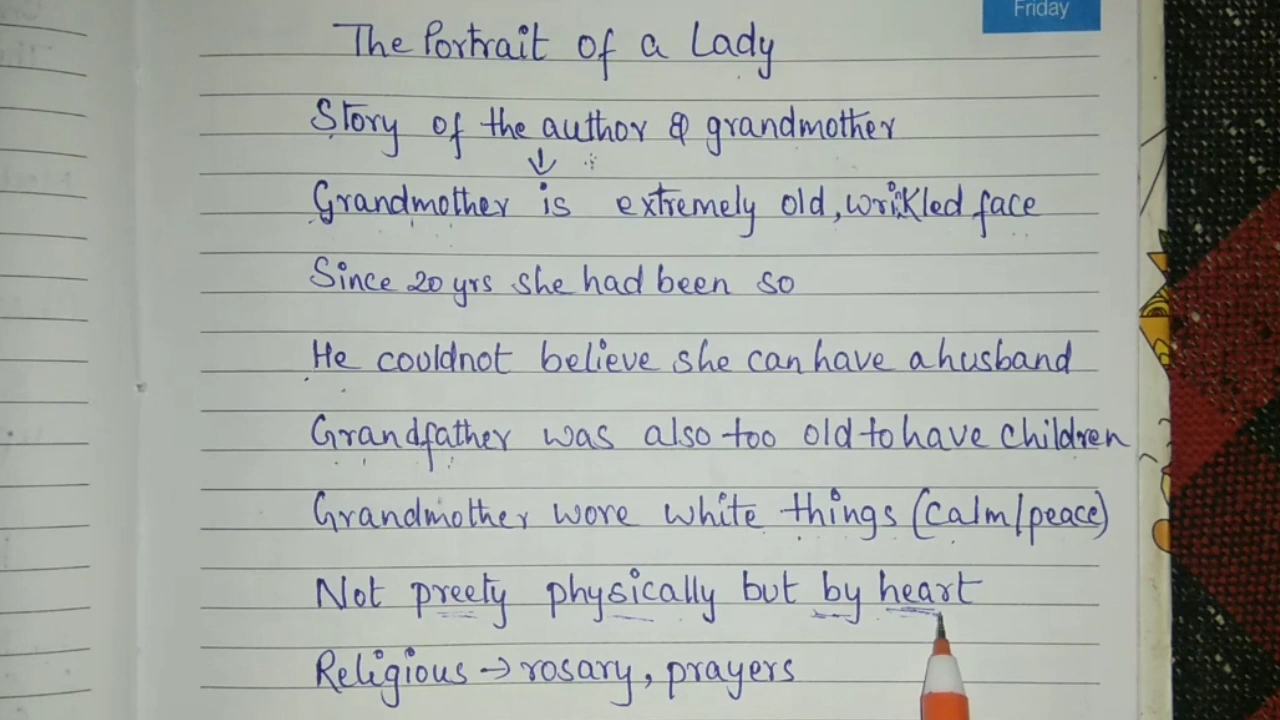 Friday
The Portrait of a Lady
Story of the author & grandmother
↓
Grandmother is extremely old, wrikled face
Since 20 yrs she had been so
He couldnot believe she can have a husband
Grandfather was also too old to have children
Grandmother wore white things (calm/peace)
Not preety physically but by heart
Religious → rosary, prayers